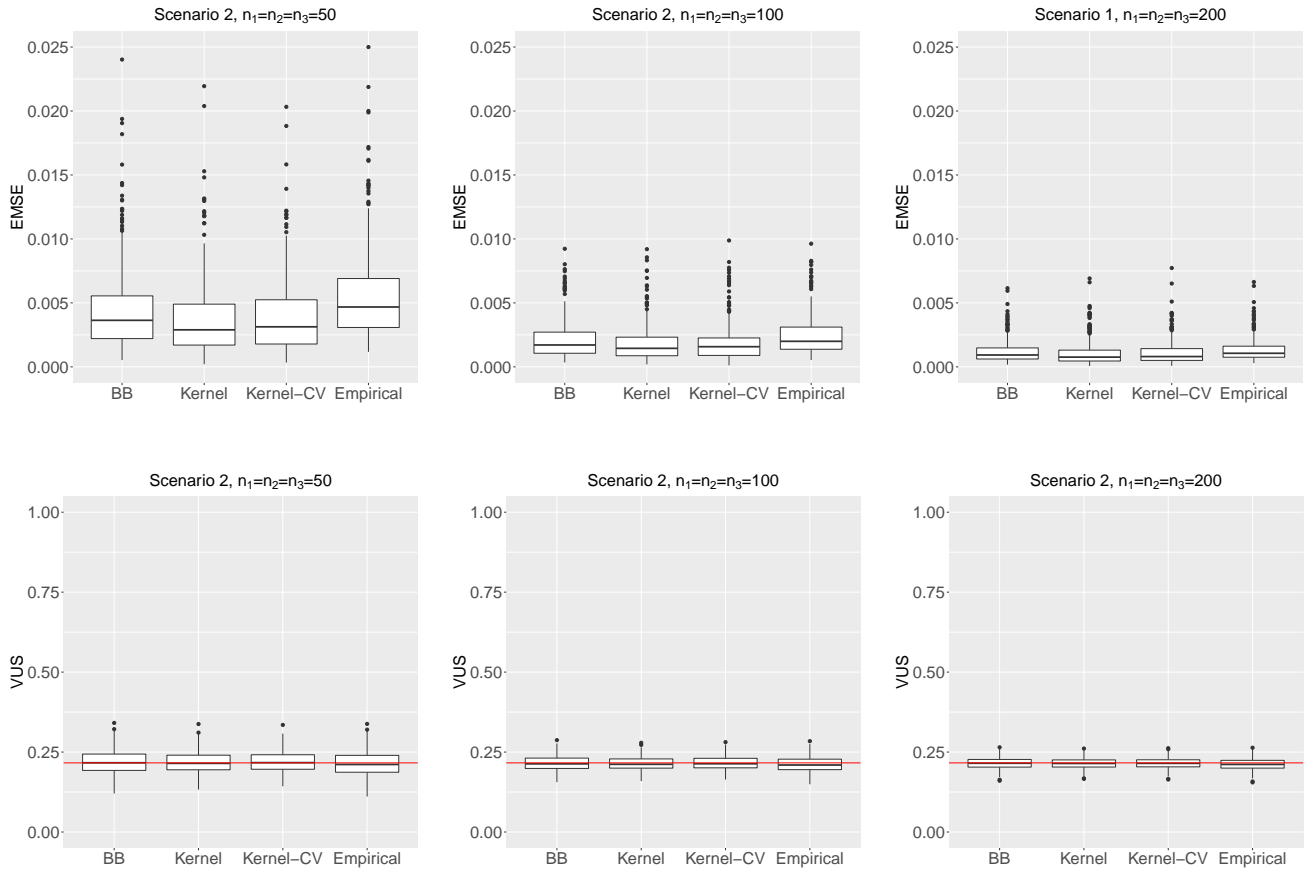 Scenario 2, n₁=n₂=n₃=50
0.025
0.020
0.015
0.010
0.005
0.000
EMSE
BB Kernel Kernel−CV Empirical
Scenario 2, n₁=n₂=n₃=100
0.025
0.020
0.015
0.010
0.005
0.000
EMSE
BB Kernel Kernel−CV Empirical
Scenario 1, n₁=n₂=n₃=200
0.025
0.020
0.015
0.010
0.005
0.000
EMSE
BB Kernel Kernel−CV Empirical
Scenario 2, n₁=n₂=n₃=50
1.00
0.75
0.50
0.25
0.00
VUS
BB Kernel Kernel−CV Empirical
Scenario 2, n₁=n₂=n₃=100
1.00
0.75
0.50
0.25
0.00
VUS
BB Kernel Kernel−CV Empirical
Scenario 2, n₁=n₂=n₃=200
1.00
0.75
0.50
0.25
0.00
VUS
BB Kernel Kernel−CV Empirical